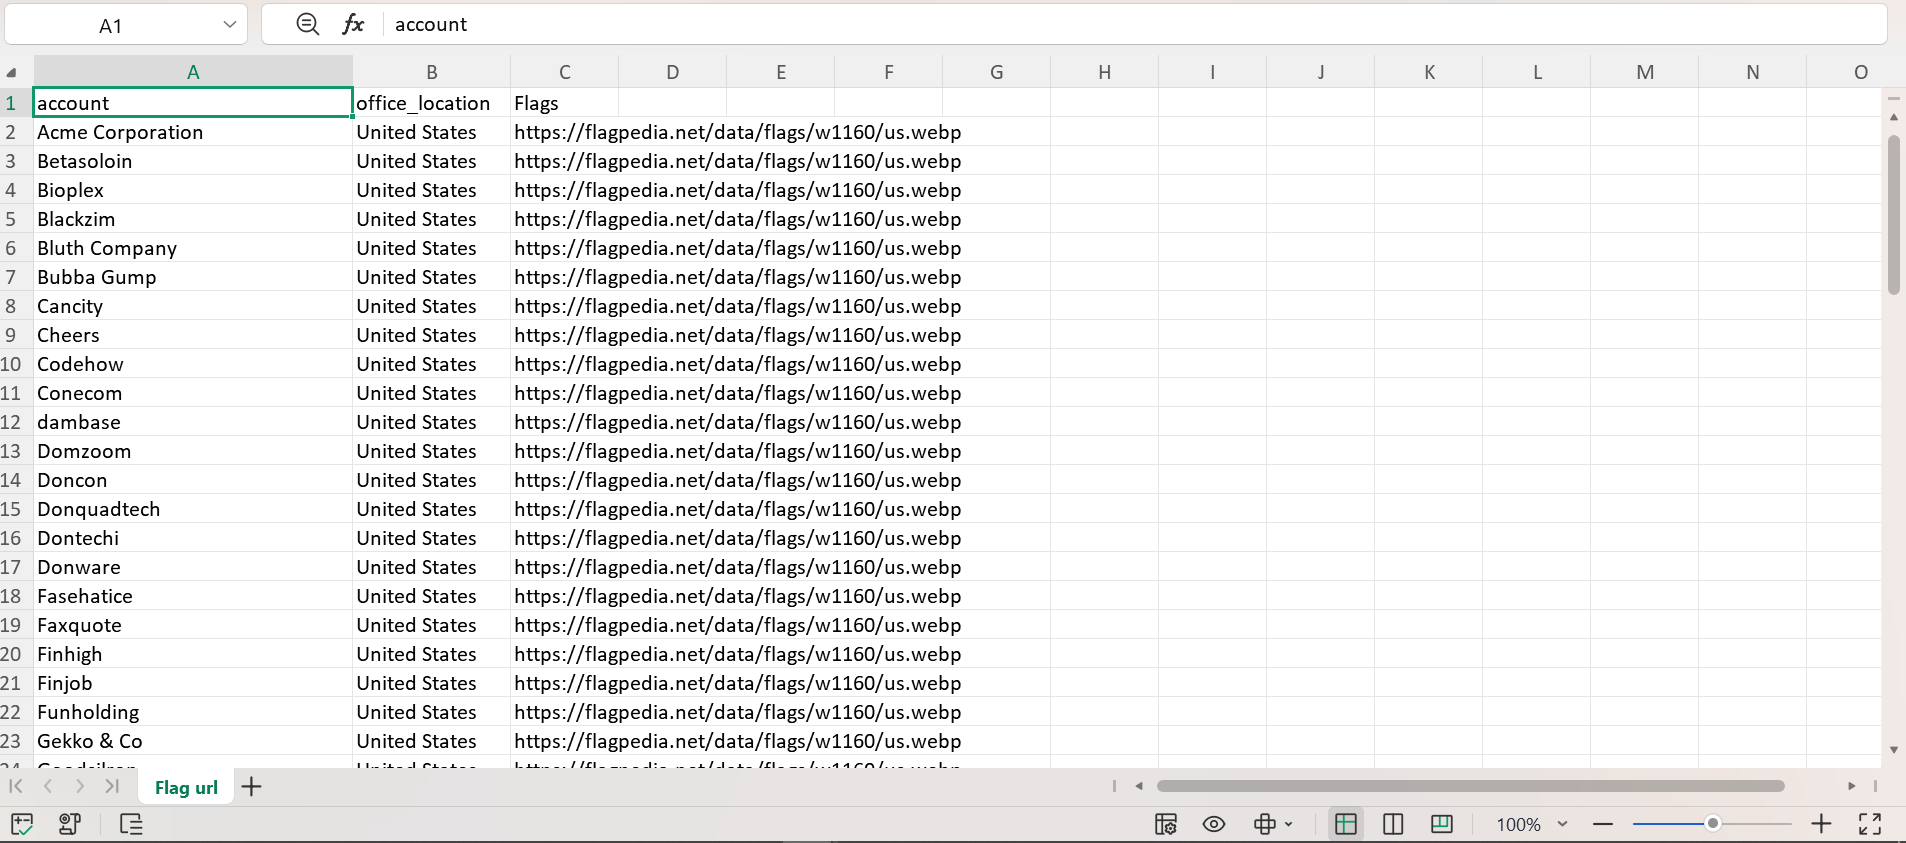 A1 fx account
A B C D E F G H I J K L M N O
1 account office_location Flags
2 Acme Corporation United States https://flagpedia.net/data/flags/w1160/us.webp
3 Betasoloin United States https://flagpedia.net/data/flags/w1160/us.webp
4 Bioplex United States https://flagpedia.net/data/flags/w1160/us.webp
5 Blackzim United States https://flagpedia.net/data/flags/w1160/us.webp
6 Bluth Company United States https://flagpedia.net/data/flags/w1160/us.webp
7 Bubba Gump United States https://flagpedia.net/data/flags/w1160/us.webp
8 Cancity United States https://flagpedia.net/data/flags/w1160/us.webp
9 Cheers United States https://flagpedia.net/data/flags/w1160/us.webp
10 Codehow United States https://flagpedia.net/data/flags/w1160/us.webp
11 Conecom United States https://flagpedia.net/data/flags/w1160/us.webp
12 dambase United States https://flagpedia.net/data/flags/w1160/us.webp
13 Domzoom United States https://flagpedia.net/data/flags/w1160/us.webp
14 Doncon United States https://flagpedia.net/data/flags/w1160/us.webp
15 Donquadtech United States https://flagpedia.net/data/flags/w1160/us.webp
16 Dontechi United States https://flagpedia.net/data/flags/w1160/us.webp
17 Donware United States https://flagpedia.net/data/flags/w1160/us.webp
18 Fasehatice United States https://flagpedia.net/data/flags/w1160/us.webp
19 Faxquote United States https://flagpedia.net/data/flags/w1160/us.webp
20 Finhigh United States https://flagpedia.net/data/flags/w1160/us.webp
21 Finjob United States https://flagpedia.net/data/flags/w1160/us.webp
22 Funholding United States https://flagpedia.net/data/flags/w1160/us.webp
23 Gekko & Co United States https://flagpedia.net/data/flags/w1160/us.webp
Flag url
100%